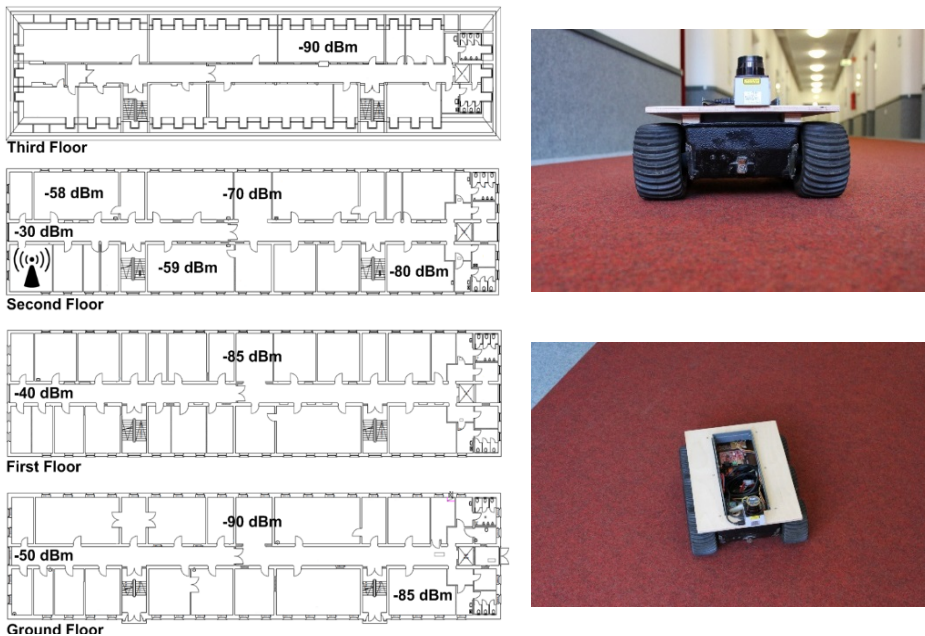 -90 dBm
Third Floor
-58 dBm
-70 dBm
-30 dBm
-59 dBm
-80 dBm
Second Floor
-85 dBm
-40 dBm
First Floor
-90 dBm
-50 dBm
-85 dBm
Ground Floor